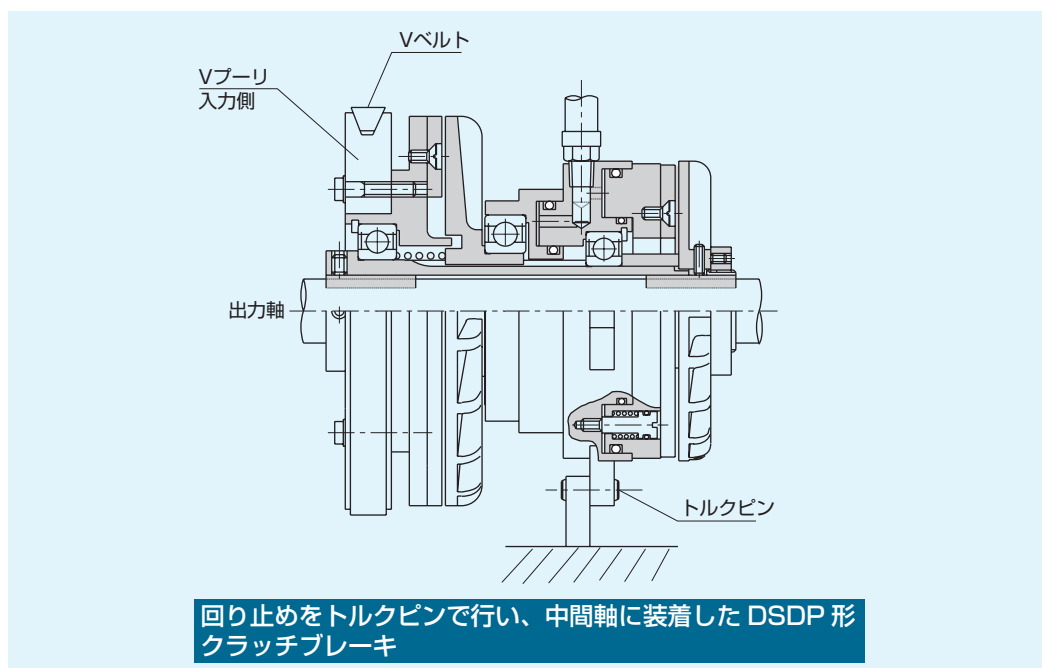 Vベルト
Vプーリ
入力側
出力軸
トルクピン
回り止めをトルクピンで行い、中間軸に装着した DSDP 形
クラッチブレーキ